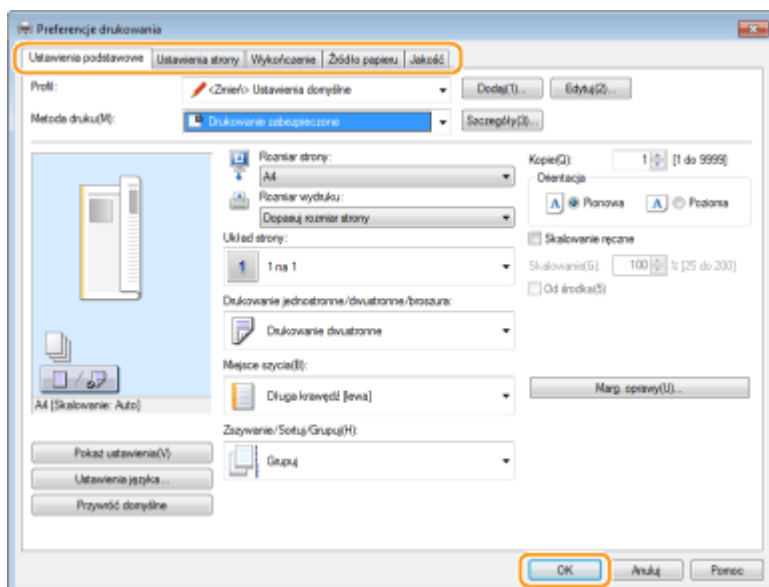 Preferencje drukowania
Ustawienia podstawowe Ustawienia strony Wykończenie Źródło papieru Jakość
Profil: <Zmień> Ustawienia domyślne Dodaj(1)... Edytuj(2)...
Metoda druku(M): Drukowanie zabezpieczone Szczegóły(3)...
Rozmiar strony:
A4
Rozmiar wydruku:
Dopasuj rozmiar strony
Układ strony:
1 1 na 1
Drukowanie jednostronne/dwustronne/broszura:
Drukowanie dwustronne
Miejsce szycia(B):
Długa krawędź [lewa]
Zszywanie/Sortuj/Grupuj(H):
Grupuj
Kopie(Q): 1 [1 do 9999]
Orientacja
A Pionowa A Pozioma
Skalowanie ręczne
Skalowanie(G): 100 % [25 do 200]
Od środka(5)
Marg. oprawy(U)...
A4 [Skalowanie: Auto]
Pokaż ustawienia(V)
Ustawienia języka...
Przywróć domyślne
OK Anuluj Pomoc